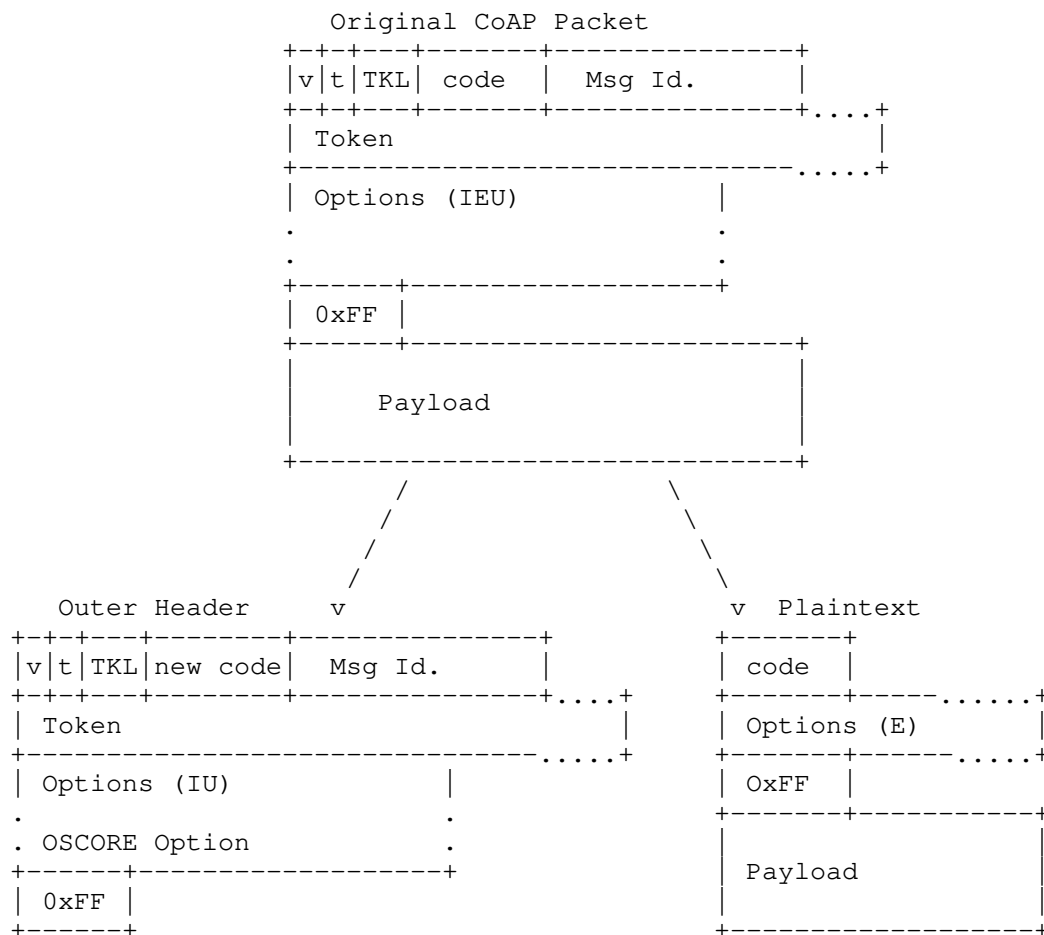 Original CoAP Packet
+-+-+---+-------+---------------+
|v|t|TKL| code  |  Msg Id.      |
+-+-+---+-------+---------------+....+
| Token                              |
+-------------------------------.....+
| Options (IEU)            |
.                          .
.                          .
+------+-------------------+
| 0xFF |
+------+------------------------+
|                               |
|     Payload                   |
|                               |
+-------------------------------+
/                \
/                  \
/                    \
/                      \
Outer Header     v                        v  Plaintext
+-+-+---+--------+---------------+          +-------+
|v|t|TKL|new code|  Msg Id.      |          | code  |
+-+-+---+--------+---------------+....+     +-------+-----......+
| Token                               |     | Options (E)       |
+--------------------------------.....+     +-------+------.....+
| Options (IU)             |                | OxFF  |
.                          .                +-------+-----------+
. OSCORE Option            .                |                   |
+------+-------------------+                | Payload           |
| 0xFF |                                    |                   |
+------+                                    +-------------------+